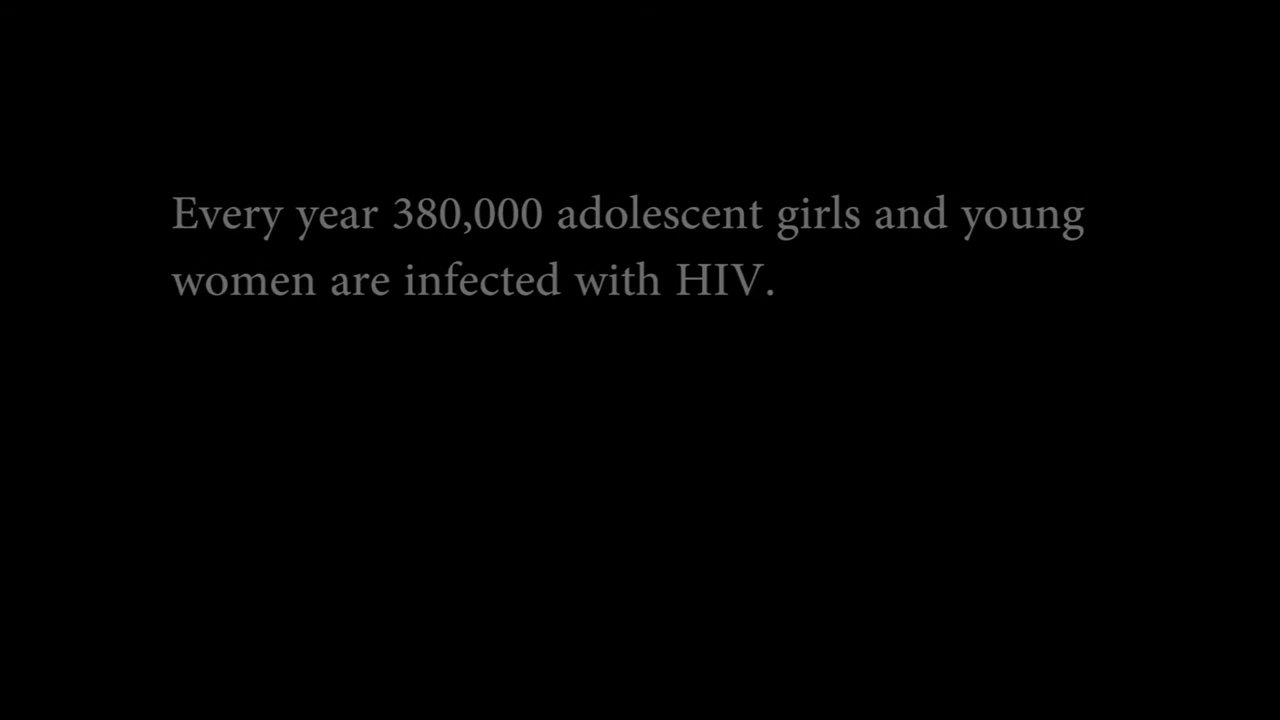 Every year 380,000 adolescent girls and young
women are infected with HIV.